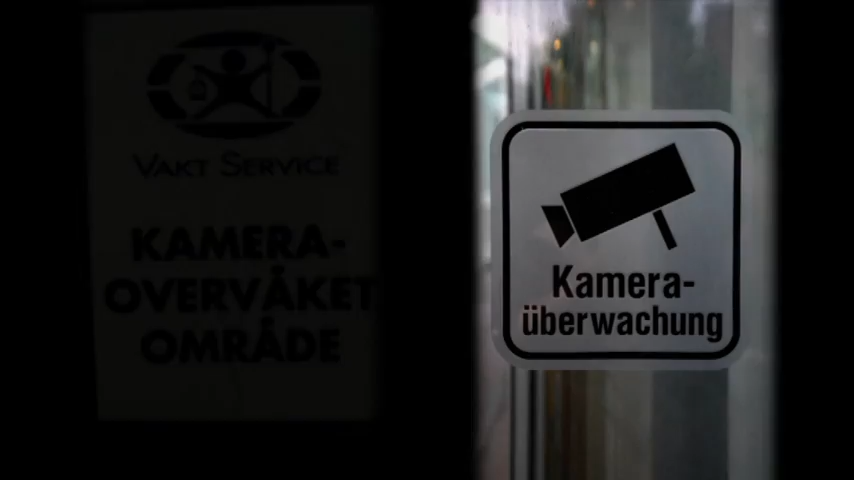 VAKT SERVICE
KAMERA-
OVERVÅKET
OMRÅDE
Kamera-
überwachung